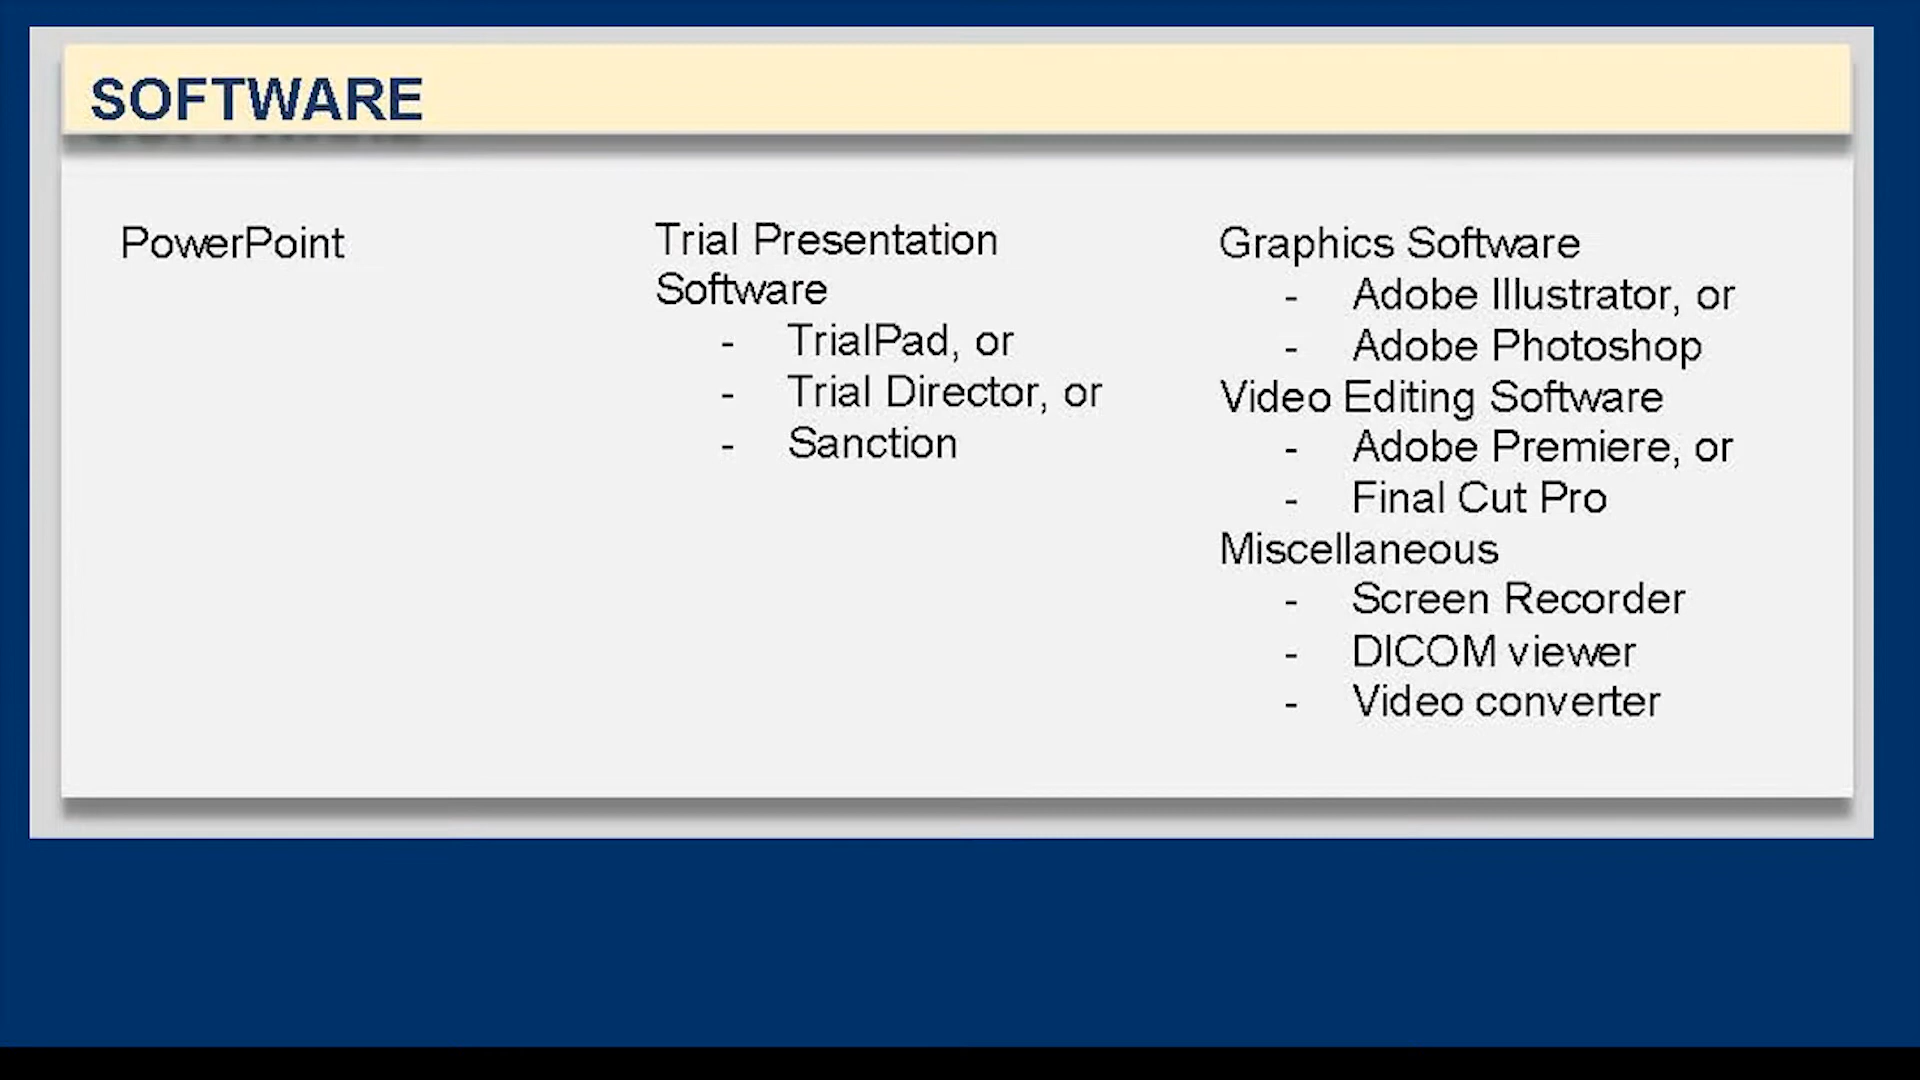 SOFTWARE
PowerPoint
Trial Presentation
Software
- TrialPad, or
- Trial Director, or
- Sanction
Graphics Software
- Adobe Illustrator, or
- Adobe Photoshop
Video Editing Software
- Adobe Premiere, or
- Final Cut Pro
Miscellaneous
- Screen Recorder
- DICOM viewer
- Video converter